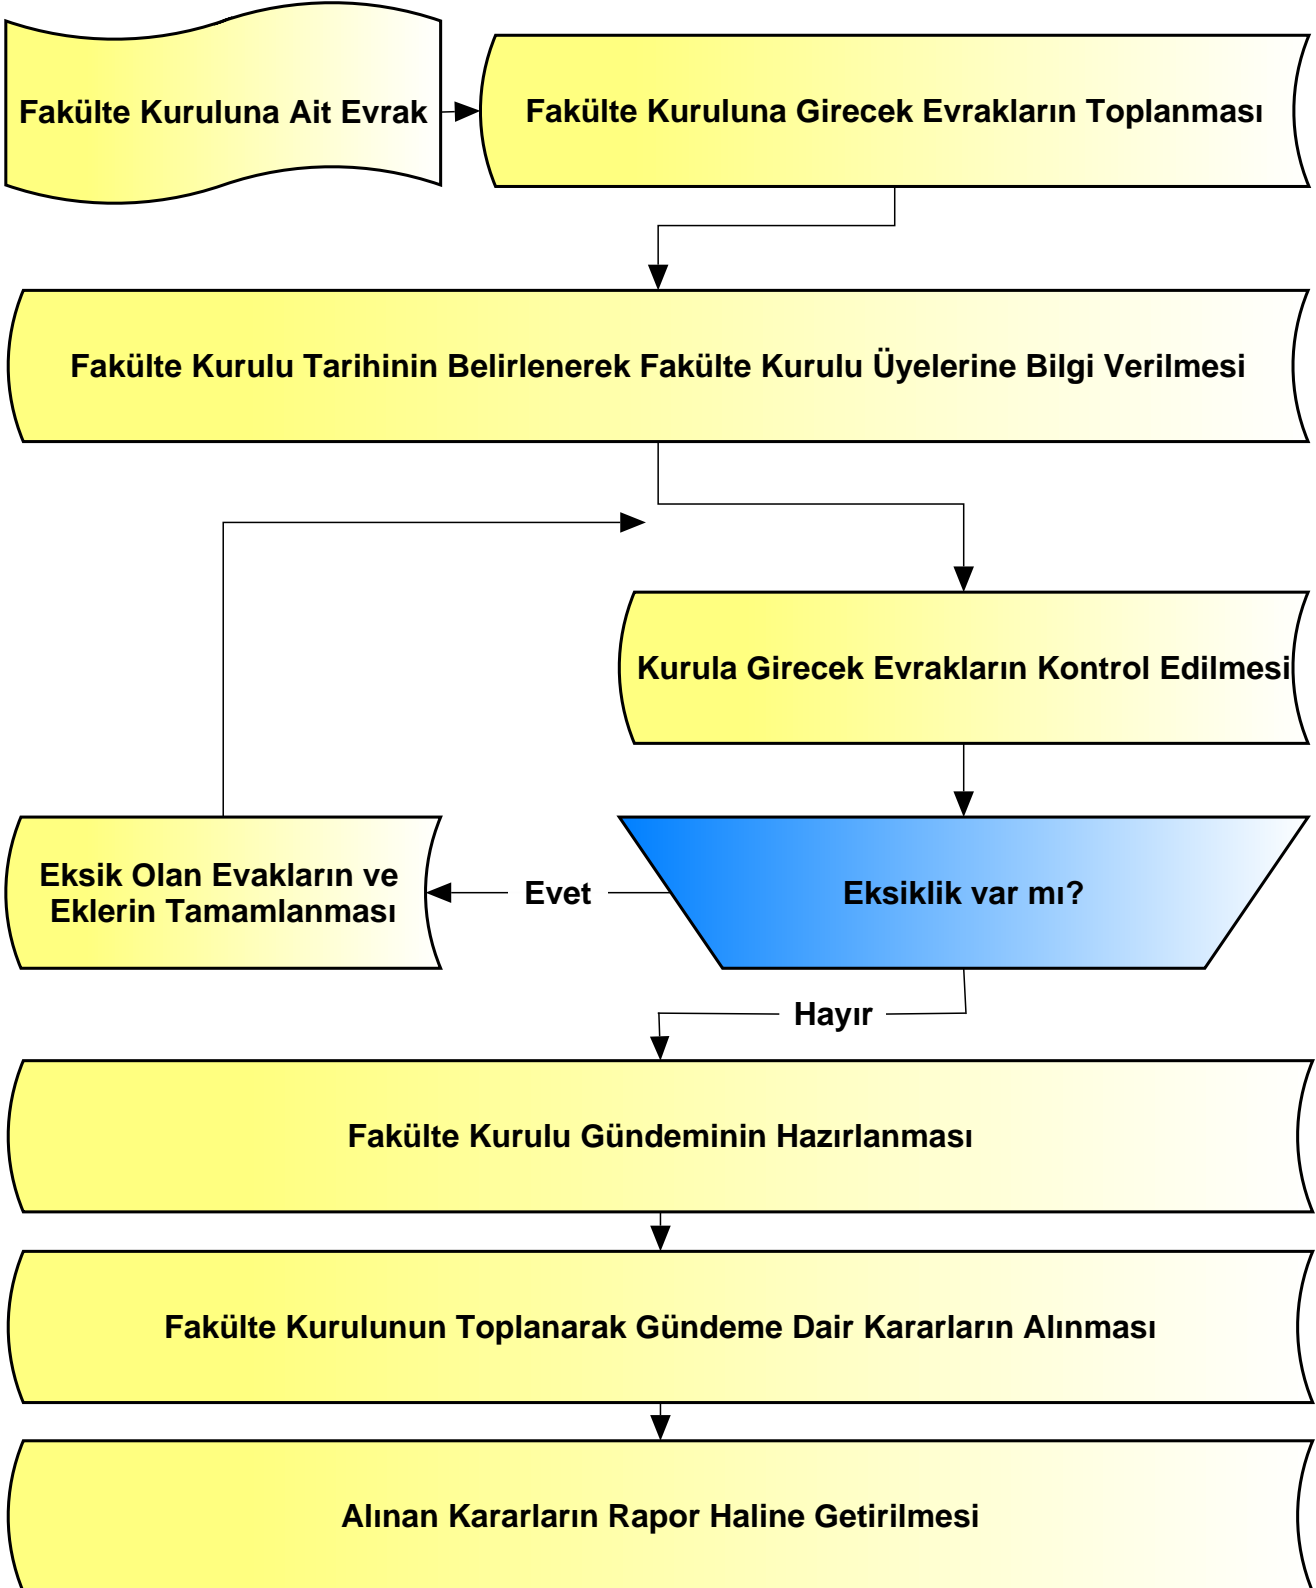 Fakülte Kuruluna Ait Evrak
Fakülte Kuruluna Girecek Evrakların Toplanması
Fakülte Kurulu Tarihinin Belirlenerek Fakülte Kurulu Üyelerine Bilgi Verilmesi
Kurula Girecek Evrakların Kontrol Edilmesi
Eksik Olan Evakların ve
Eklerin Tamamlanması
Evet
Eksiklik var mı?
Hayır
Fakülte Kurulu Gündeminin Hazırlanması
Fakülte Kurulunun Toplanarak Gündeme Dair Kararların Alınması
Alınan Kararların Rapor Haline Getirilmesi